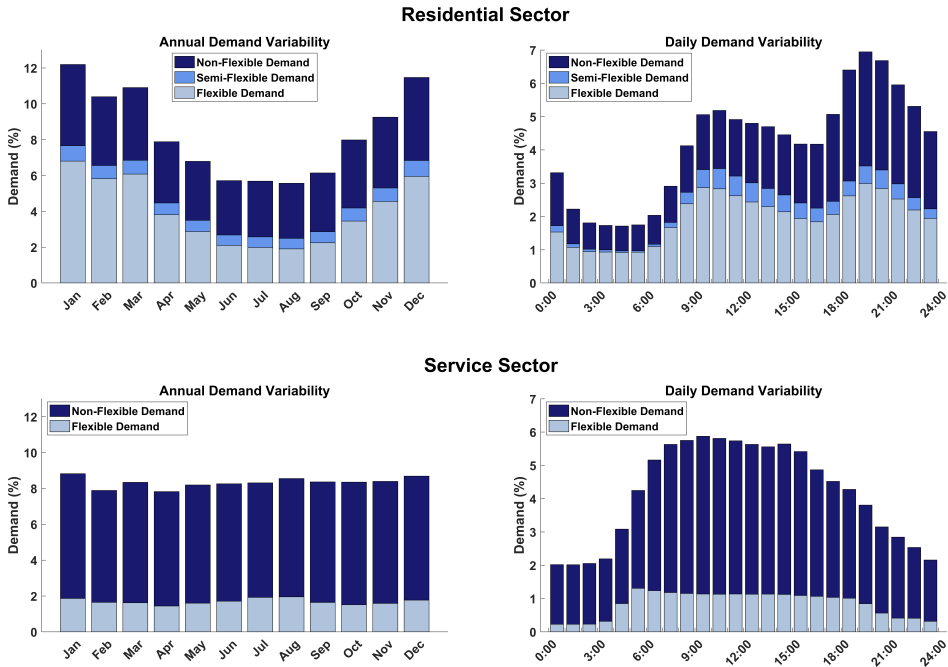 Residential Sector
Annual Demand Variability
Non-Flexible Demand
Semi-Flexible Demand
Flexible Demand
Demand (%)
0
2
4
6
8
10
12
Jan
Feb
Mar
Apr
May
Jun
Jul
Aug
Sep
Oct
Nov
Dec
Daily Demand Variability
Non-Flexible Demand
Semi-Flexible Demand
Flexible Demand
Demand (%)
0
1
2
3
4
5
6
7
0:00
3:00
6:00
9:00
12:00
15:00
18:00
21:00
24:00
Service Sector
Annual Demand Variability
Non-Flexible Demand
Flexible Demand
Demand (%)
0
2
4
6
8
10
12
Jan
Feb
Mar
Apr
May
Jun
Jul
Aug
Sep
Oct
Nov
Dec
Daily Demand Variability
Non-Flexible Demand
Flexible Demand
Demand (%)
0
1
2
3
4
5
6
7
0:00
3:00
6:00
9:00
12:00
15:00
18:00
21:00
24:00